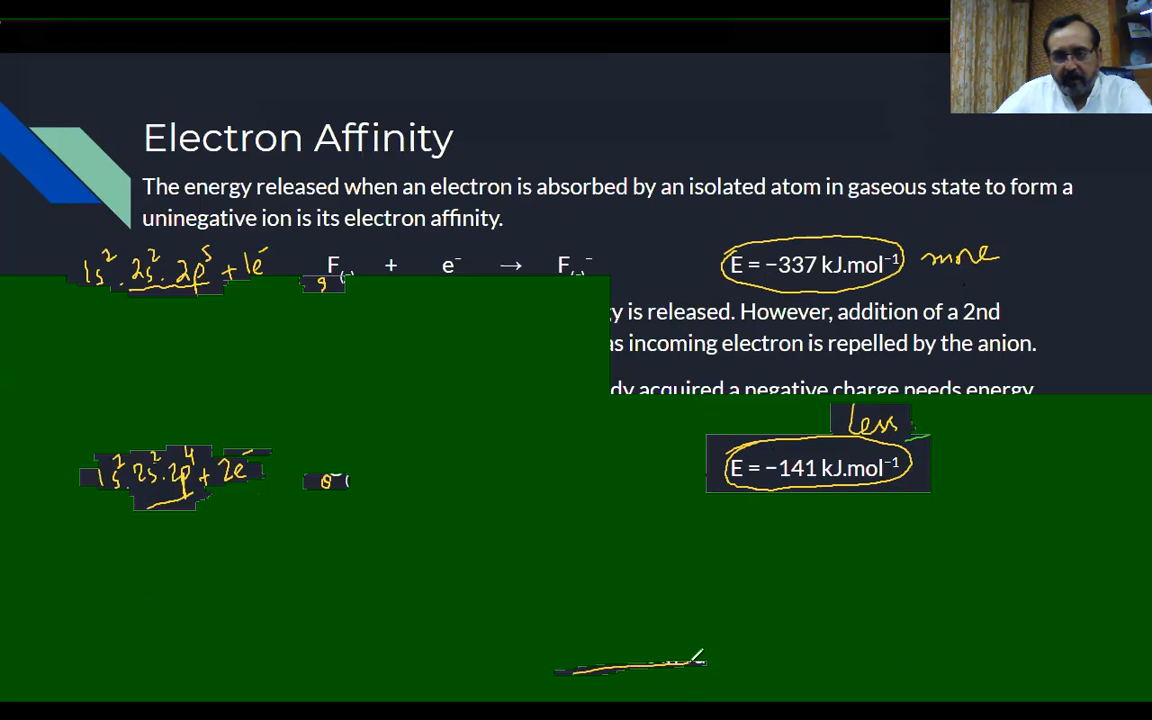 Electron Affinity
The energy released when an electron is absorbed by an isolated atom in gaseous state to form a
uninegative ion is its electron affinity.
1s². 2s². 2p⁵ + 1e⁻ F + e⁻ → F⁻ E = −337 kJ.mol⁻¹ more
g
is released. However, addition of a 2nd
incoming electron is repelled by the anion.
acquired a negative charge needs energy
less
1s². 2s². 2p⁴ + 2e⁻ E = −141 kJ.mol⁻¹